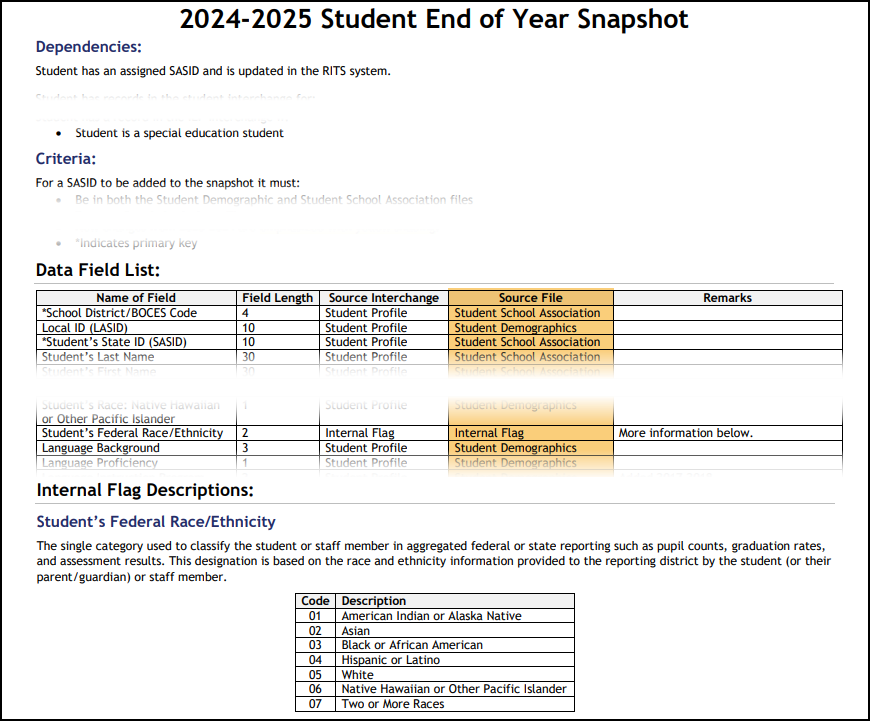 2024-2025 Student End of Year Snapshot
Dependencies:
Student has an assigned SASID and is updated in the RITS system.
Student has records in the student interchange for:
• Student is a special education student
Criteria:
For a SASID to be added to the snapshot it must:
• Be in both the Student Demographic and Student School Association files
• *Indicates primary key
Data Field List:
Name of Field Field Length Source Interchange Source File Remarks
*School District/BOCES Code 4 Student Profile Student School Association
Local ID (LASID) 10 Student Profile Student Demographics
*Student's State ID (SASID) 10 Student Profile Student School Association
Student's Last Name 30 Student Profile Student School Association
Student's First Name 30 Student Profile Student School Association
Student's Race: Native Hawaiian 1 Student Profile Student Demographics
or Other Pacific Islander
Student's Federal Race/Ethnicity 2 Internal Flag Internal Flag More information below.
Language Background 3 Student Profile Student Demographics
Language Proficiency 1 Student Profile Student Demographics
Internal Flag Descriptions:
Student's Federal Race/Ethnicity
The single category used to classify the student or staff member in aggregated federal or state reporting such as pupil counts, graduation rates,
and assessment results. This designation is based on the race and ethnicity information provided to the reporting district by the student (or their
parent/guardian) or staff member.
Code Description
01 American Indian or Alaska Native
02 Asian
03 Black or African American
04 Hispanic or Latino
05 White
06 Native Hawaiian or Other Pacific Islander
07 Two or More Races